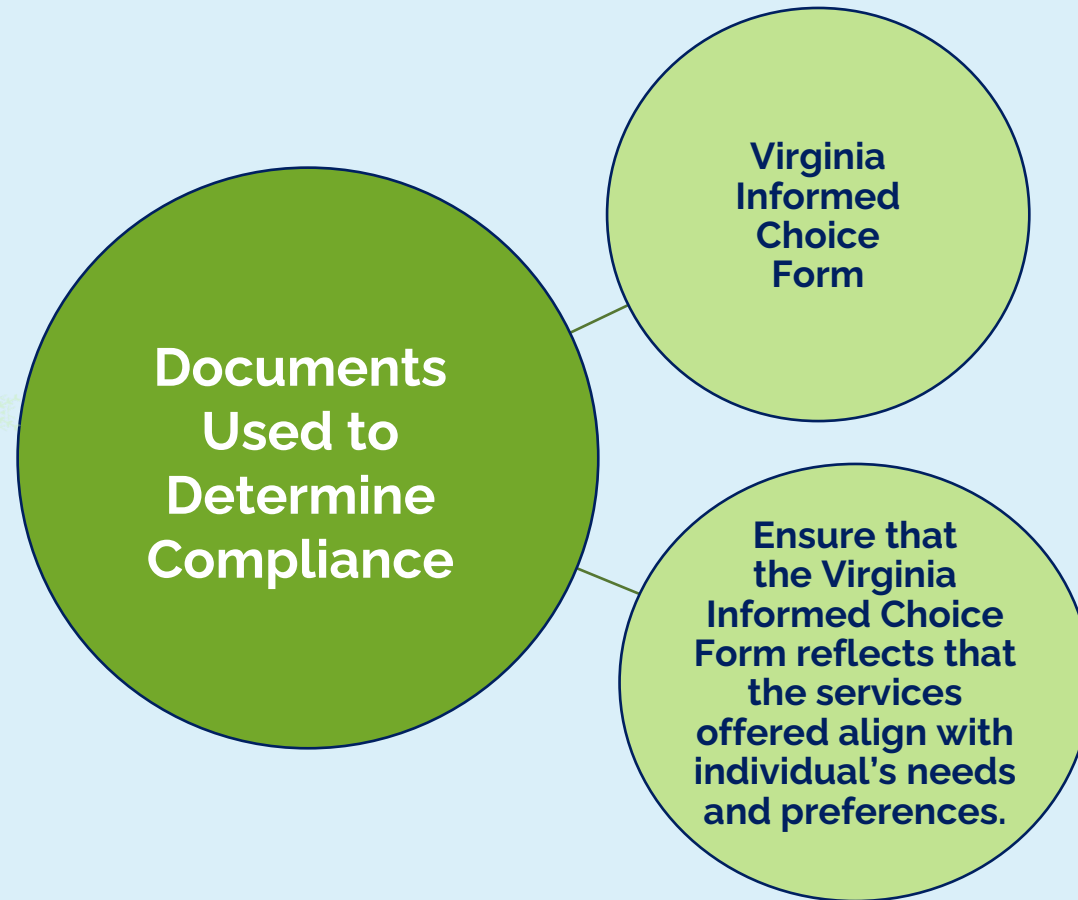 Documents
Used to
Determine
Compliance
Virginia
Informed
Choice
Form
Ensure that
the Virginia
Informed Choice
Form reflects that
the services
offered align with
individual’s needs
and preferences.